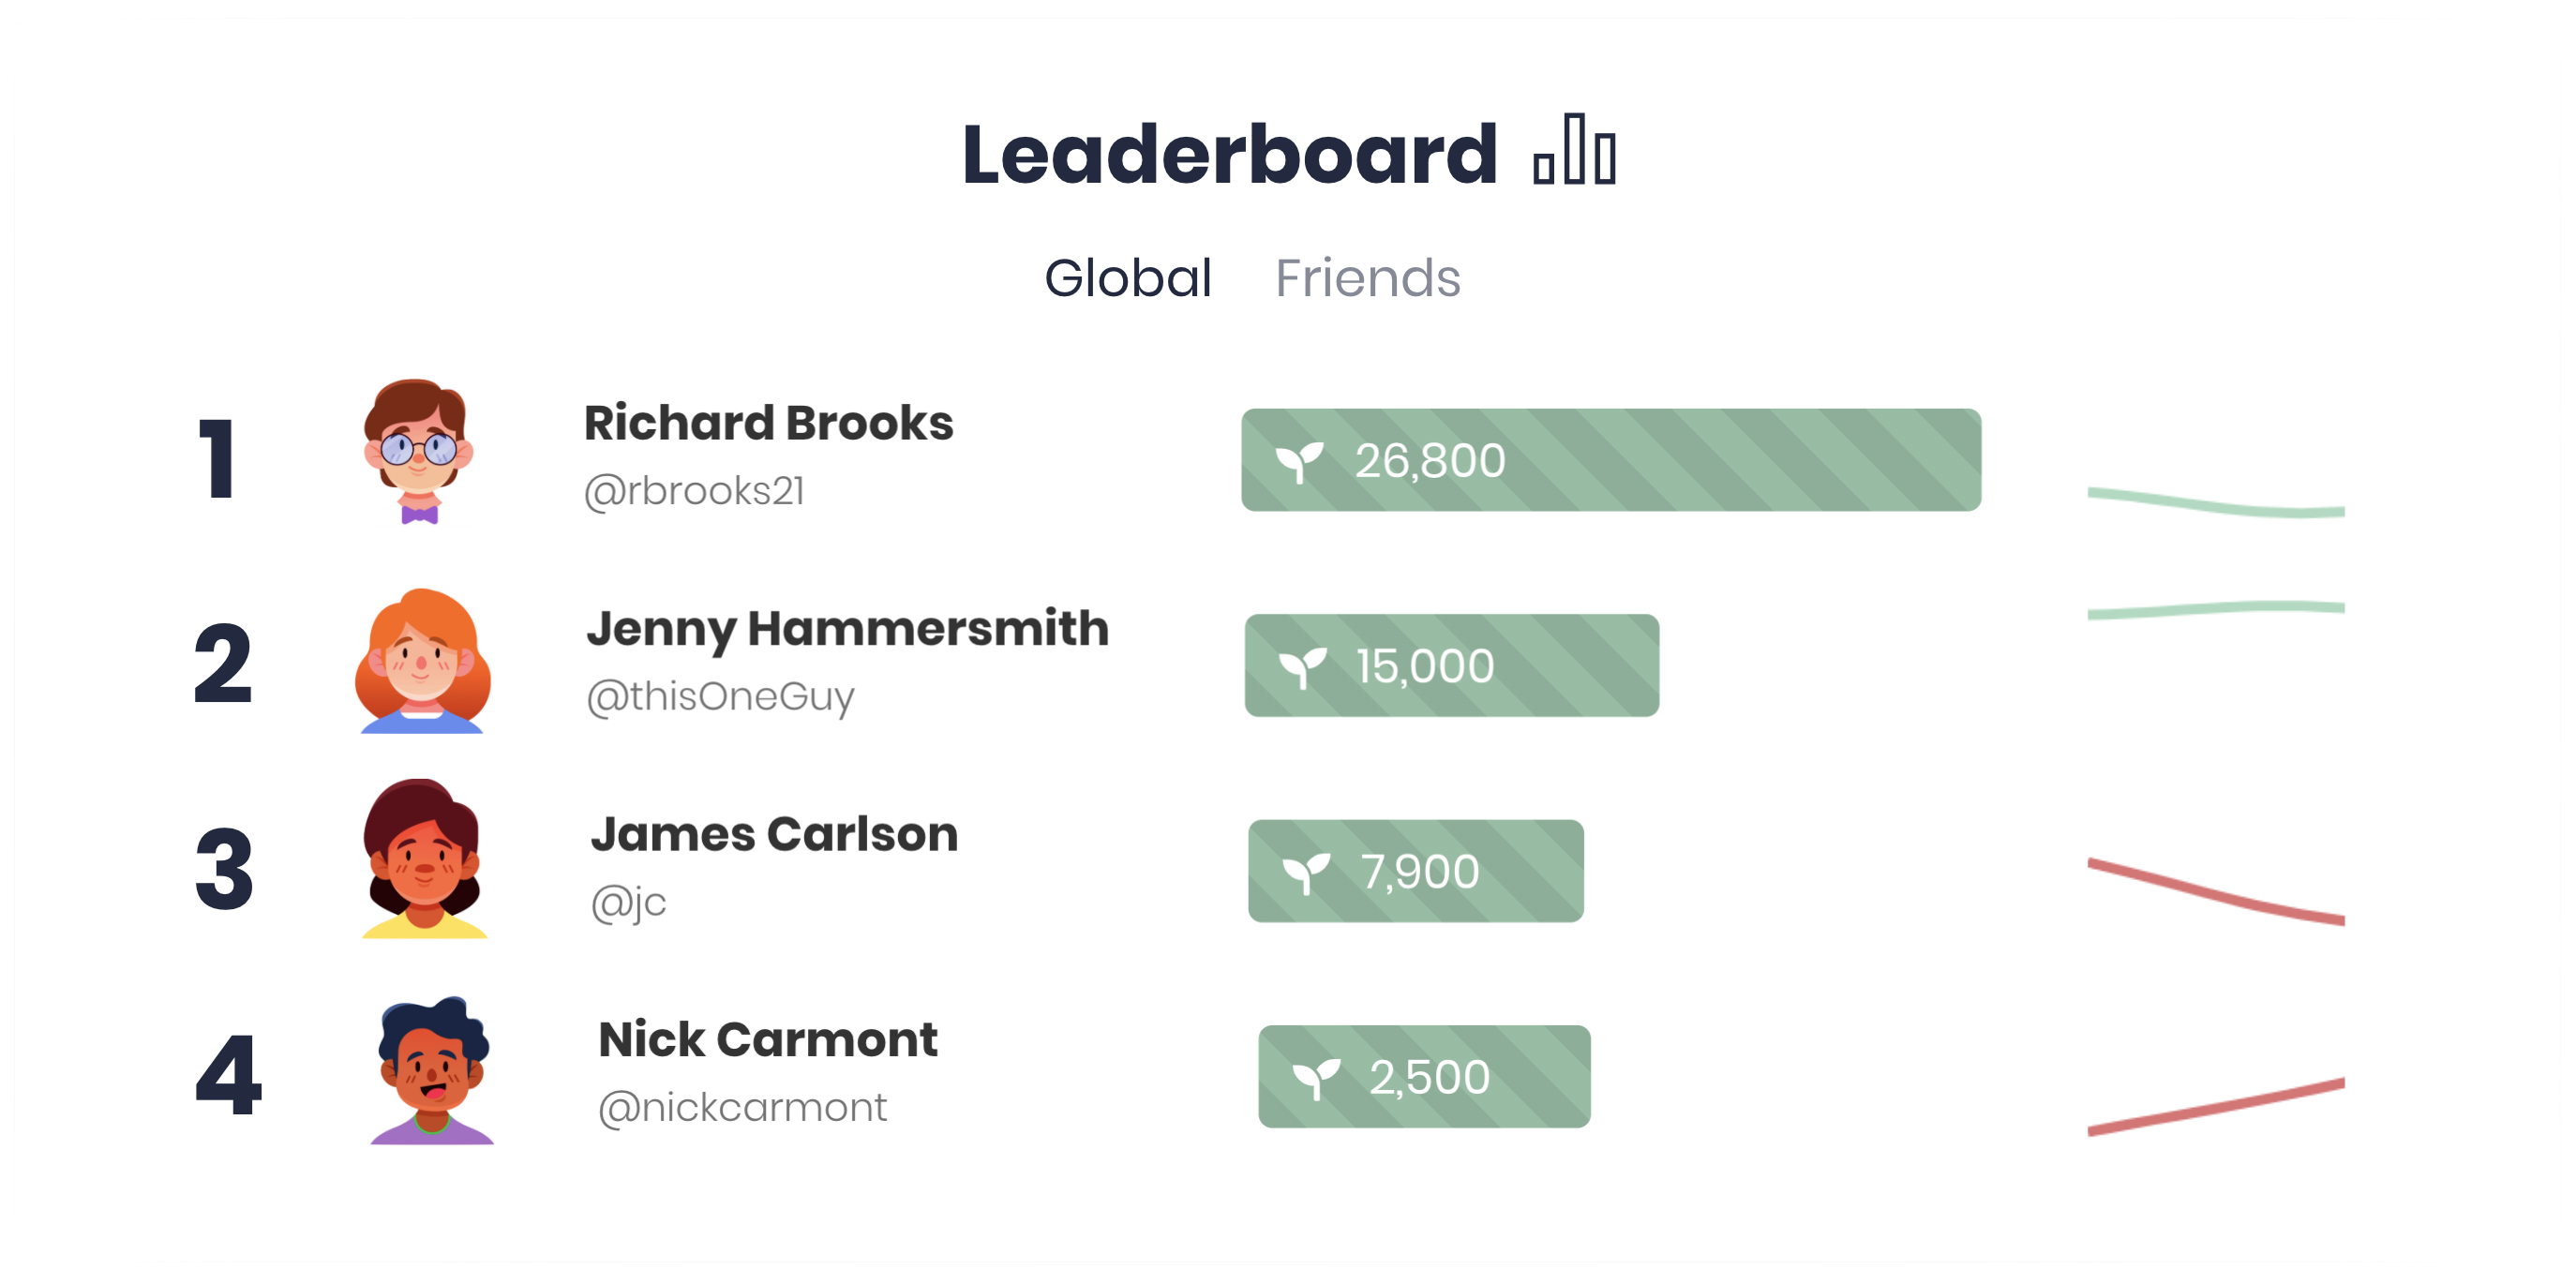 Leaderboard
Global Friends
1
Richard Brooks
@rbrooks21
26,800
2
Jenny Hammersmith
@thisOneGuy
15,000
3
James Carlson
@jc
7,900
4
Nick Carmont
@nickcarmont
2,500